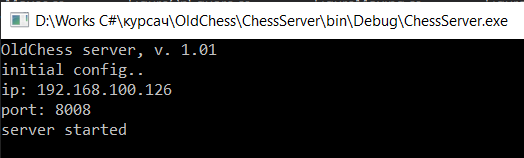 D:\Works C#\курсач\OldChess\ChessServer\bin\Debug\ChessServer.exe
OldChess server, v. 1.01
initial config..
ip: 192.168.100.126
port: 8008
server started